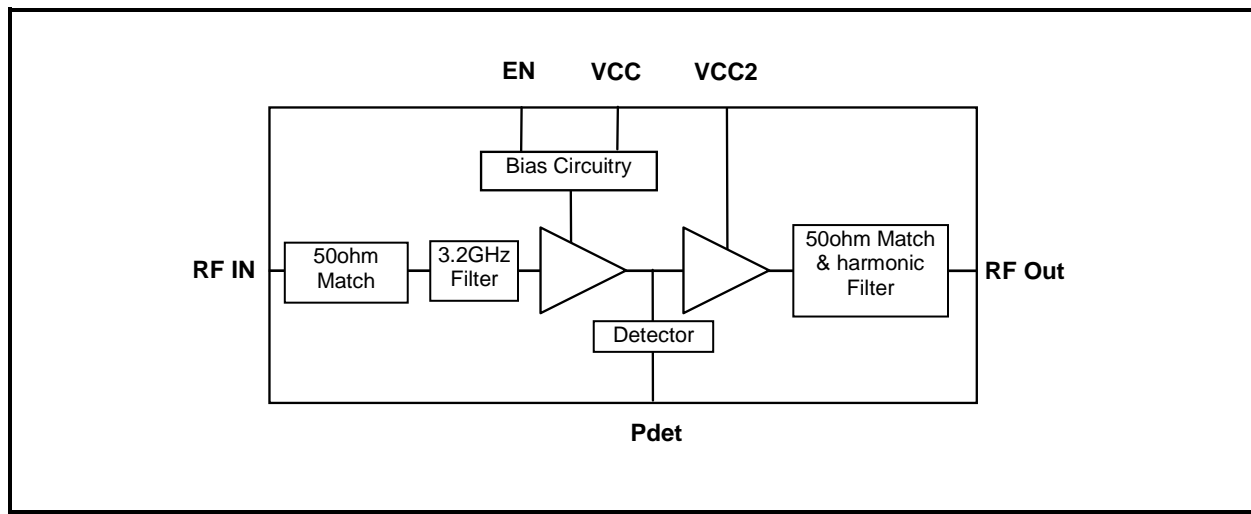 EN VCC VCC2
Bias Circuitry
RF IN
50ohm
Match
3.2GHz
Filter
50ohm Match
& harmonic
Filter
RF Out
Detector
Pdet